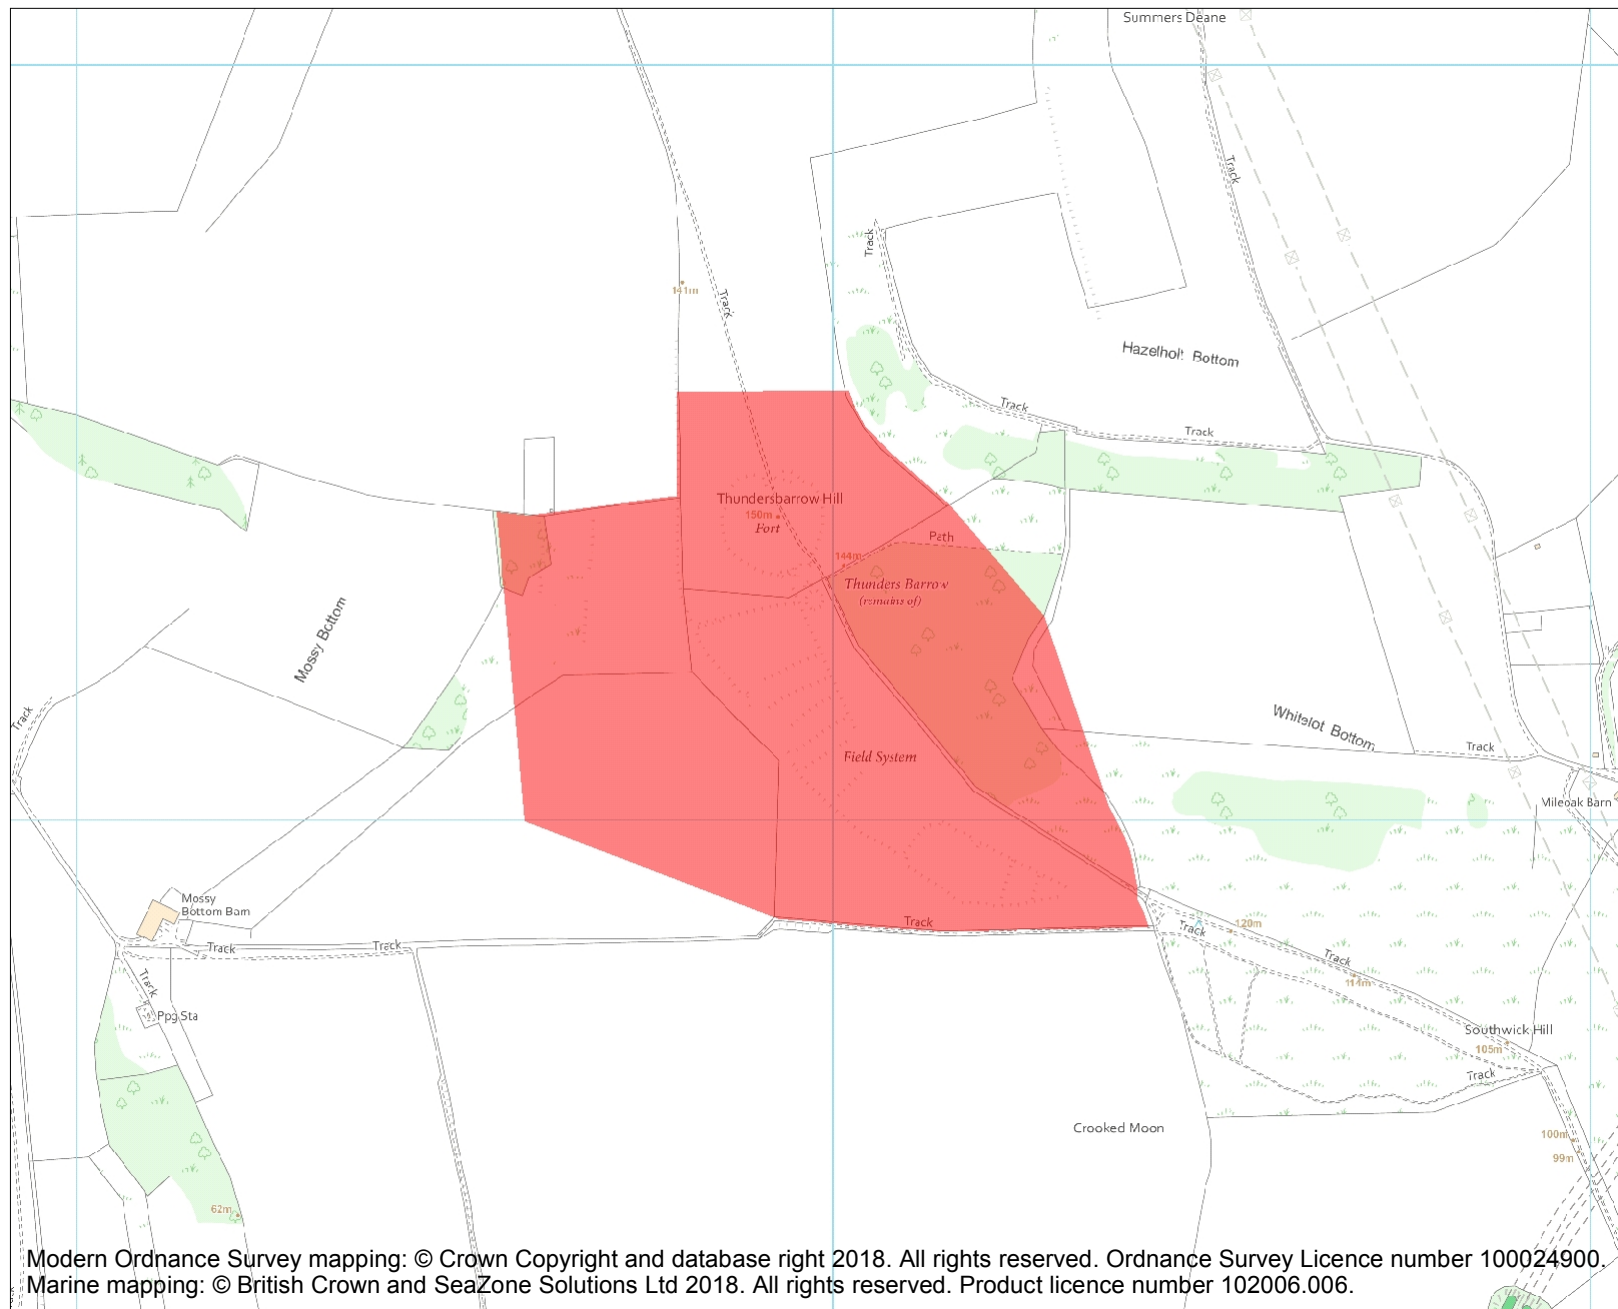 Summers Deane
Track
Track
Track
141m
Hazelholt Bottom
Track
Track
Thundersbarrow Hill
150m
Fort
Path
144m
Thunders Barrow
(remains of)
Mossy Bottom
Track
Whitelot Bottom
Track
Field System
Mileoak Barn
Mossy
Bottom Barn
Track
Track
Track
Track
Track
120m
Track
114m
Ppg Sta
Southwick Hill
105m
Track
Crooked Moon
100m
99m
62m
Modern Ordnance Survey mapping: © Crown Copyright and database right 2018. All rights reserved. Ordnance Survey Licence number 100024900.
Marine mapping: © British Crown and SeaZone Solutions Ltd 2018. All rights reserved. Product licence number 102006.006.